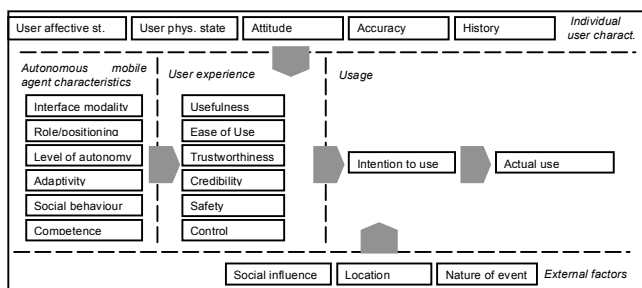 User affective st.
User phys. state
Attitude
Accuracy
History
Individual
user charact.
Autonomous mobile
agent characteristics
User experience
Usage
Interface modality
Role/positioning
Level of autonomy
Adaptivity
Social behaviour
Competence
Usefulness
Ease of Use
Trustworthiness
Credibility
Safety
Control
Intention to use
Actual use
Social influence
Location
Nature of event
External factors